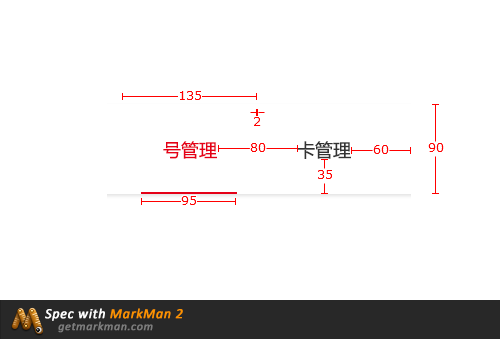 135
2
号管理 80 卡管理 60 90
35
95
Spec with MarkMan 2
getmarkman.com